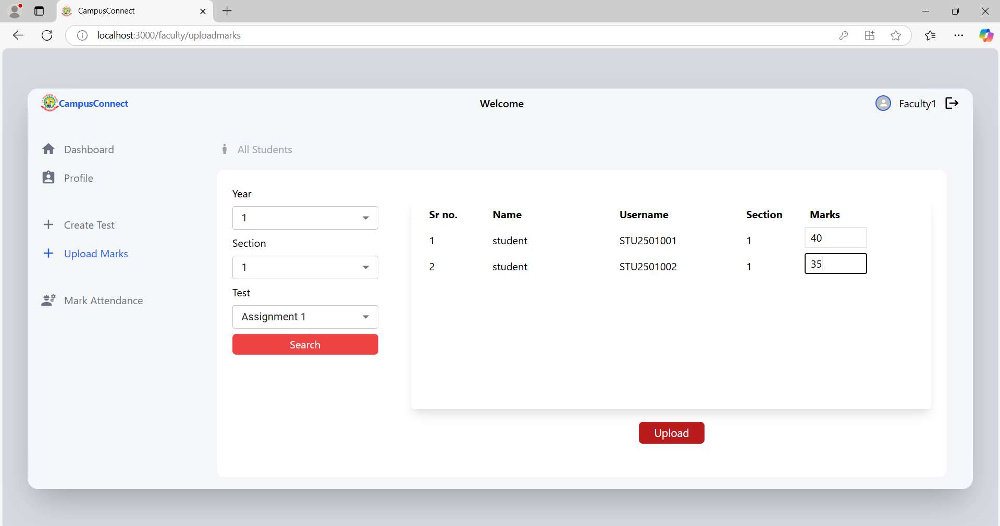 CampusConnect
localhost:3000/faculty/uploadmarks
CampusConnect
Welcome
Faculty1
Dashboard
Profile
Create Test
Upload Marks
Mark Attendance
All Students
Year
1
Section
1
Test
Assignment 1
Search
Sr no. Name Username Section Marks
1 student STU2501001 1 40
2 student STU2501002 1 35
Upload